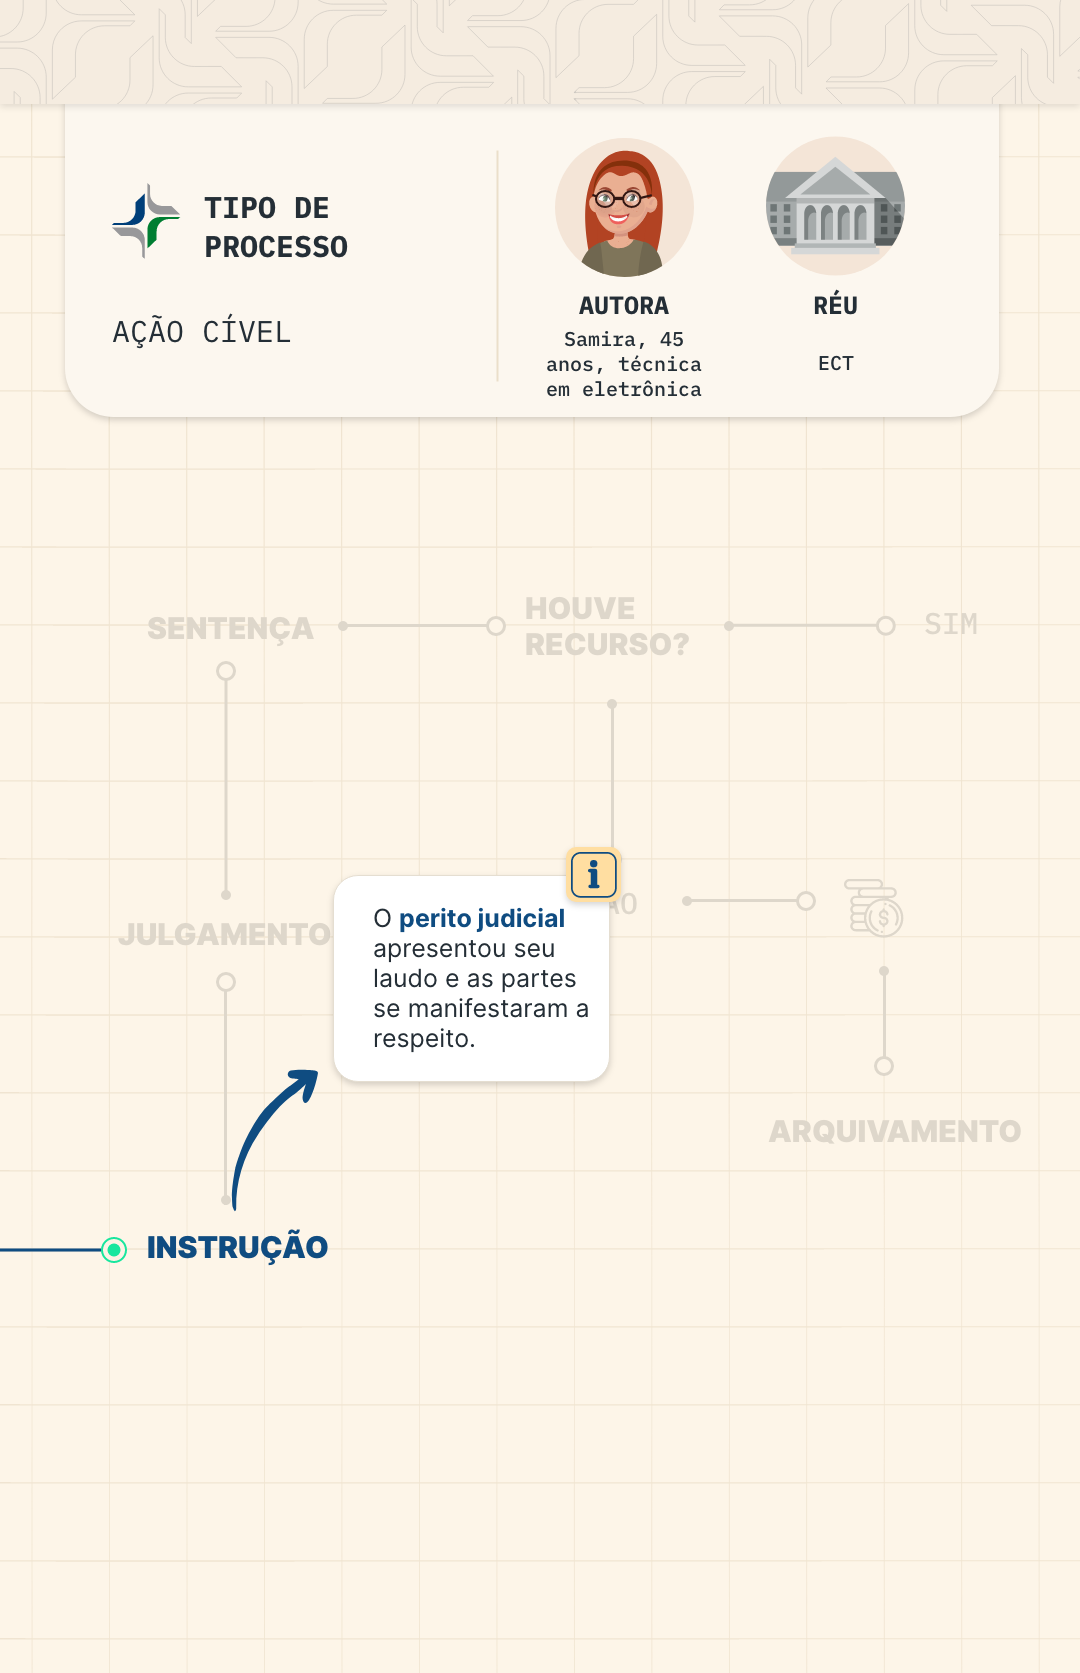 TIPO DE
PROCESSO
AÇÃO CÍVEL
AUTORA
Samira, 45
anos, técnica
em eletrônica
RÉU
ECT
SENTENÇA
HOUVE
RECURSO?
SIM
JULGAMENTO
O perito judicial
apresentou seu
laudo e as partes
se manifestaram a
respeito.
ÃO
ARQUIVAMENTO
INSTRUÇÃO